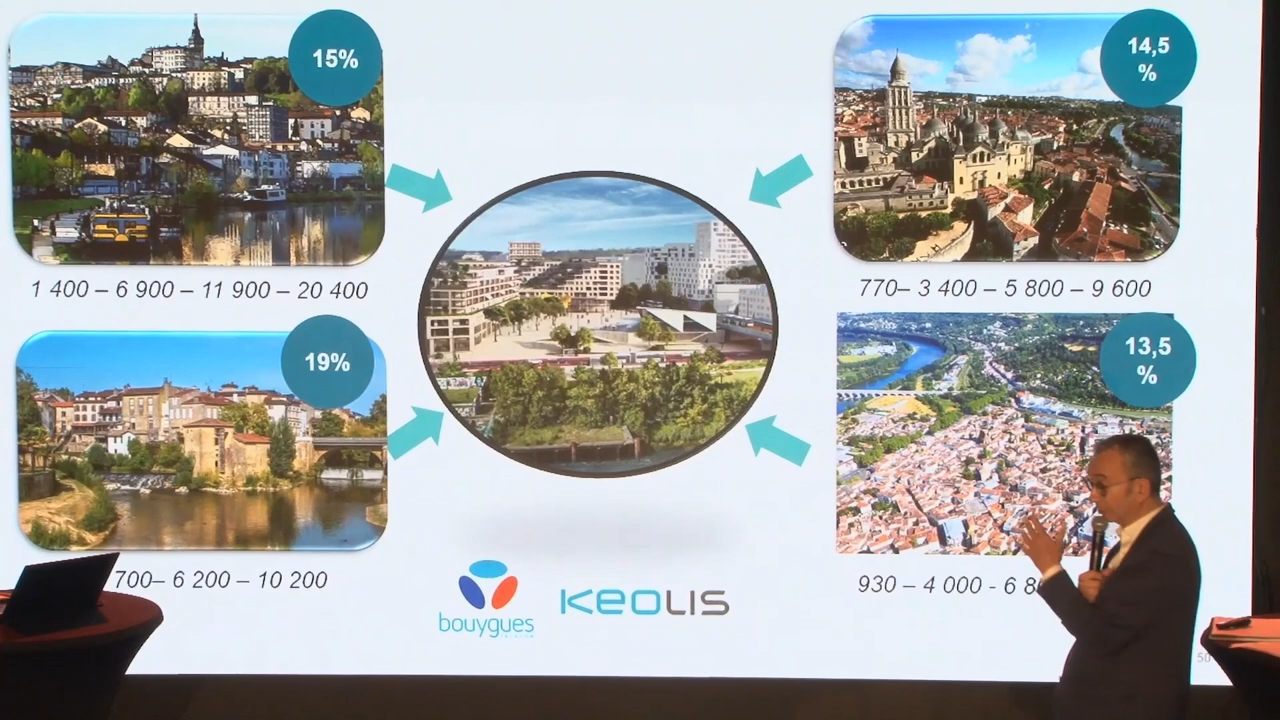 15%
14,5
%
1 400 – 6 900 – 11 900 – 20 400
770– 3 400 – 5 800 – 9 600
19%
13,5
%
700– 6 200 – 10 200
930 – 4 000 - 6 8
bouygues
KEOLIS
50